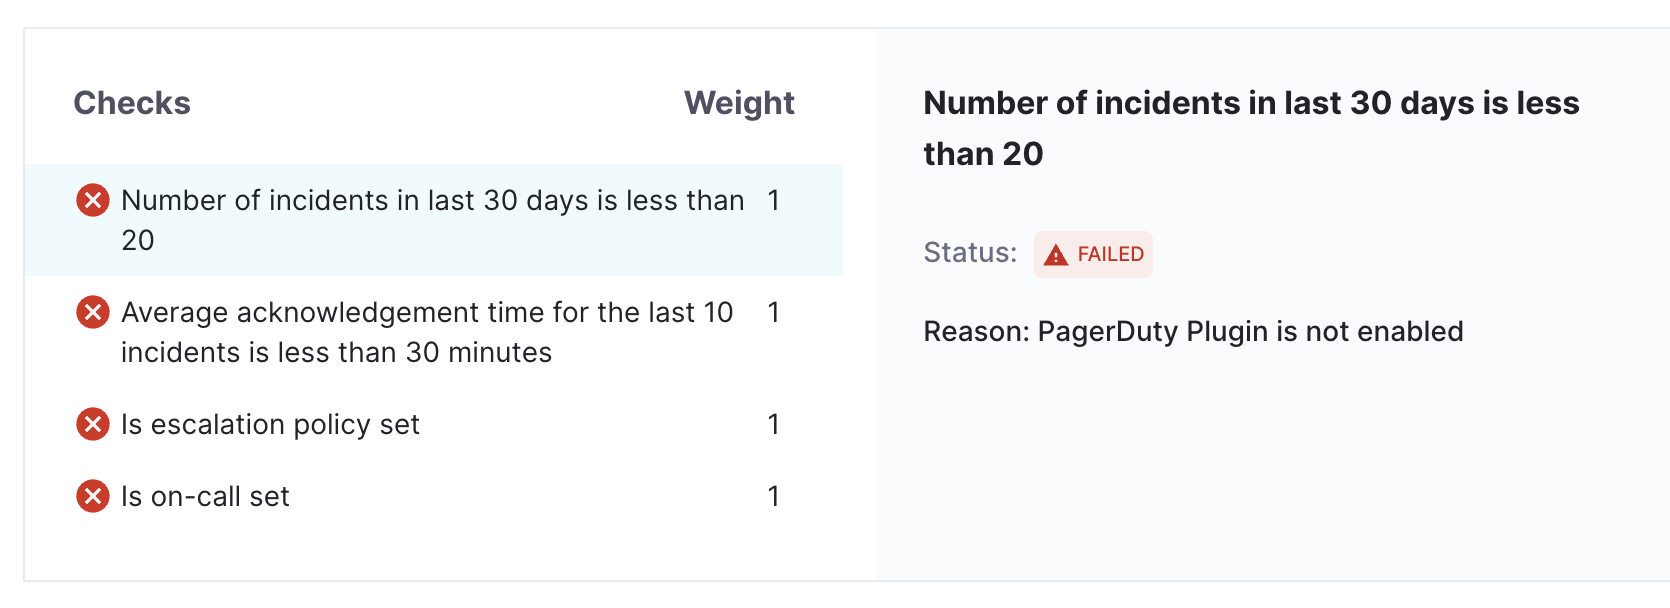 Checks Weight
Number of incidents in last 30 days is less than 1
20
Average acknowledgement time for the last 10 1
incidents is less than 30 minutes
Is escalation policy set 1
Is on-call set 1
Number of incidents in last 30 days is less
than 20
Status: FAILED
Reason: PagerDuty Plugin is not enabled